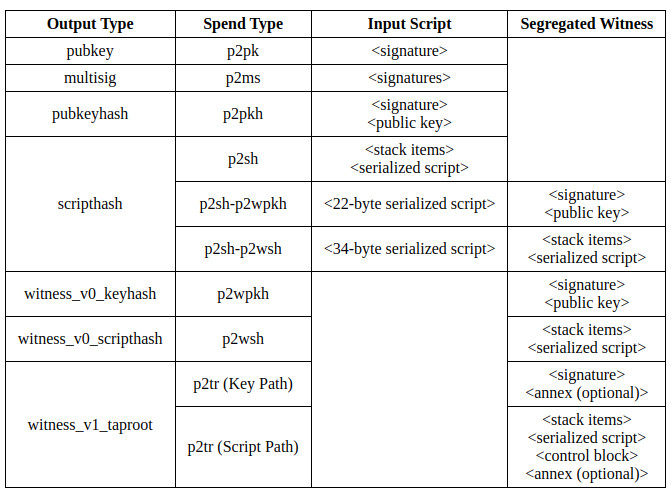 Output Type Spend Type Input Script Segregated Witness
pubkey p2pk <signature>
multisig p2ms <signatures>
pubkeyhash p2pkh <signature>
<public key>
scripthash p2sh <stack items>
<serialized script>
p2sh-p2wpkh <22-byte serialized script> <signature>
<public key>
p2sh-p2wsh <34-byte serialized script> <stack items>
<serialized script>
witness_v0_keyhash p2wpkh <signature>
<public key>
witness_v0_scripthash p2wsh <stack items>
<serialized script>
witness_v1_taproot p2tr (Key Path) <signature>
<annex (optional)>
p2tr (Script Path) <stack items>
<serialized script>
<control block>
<annex (optional)>